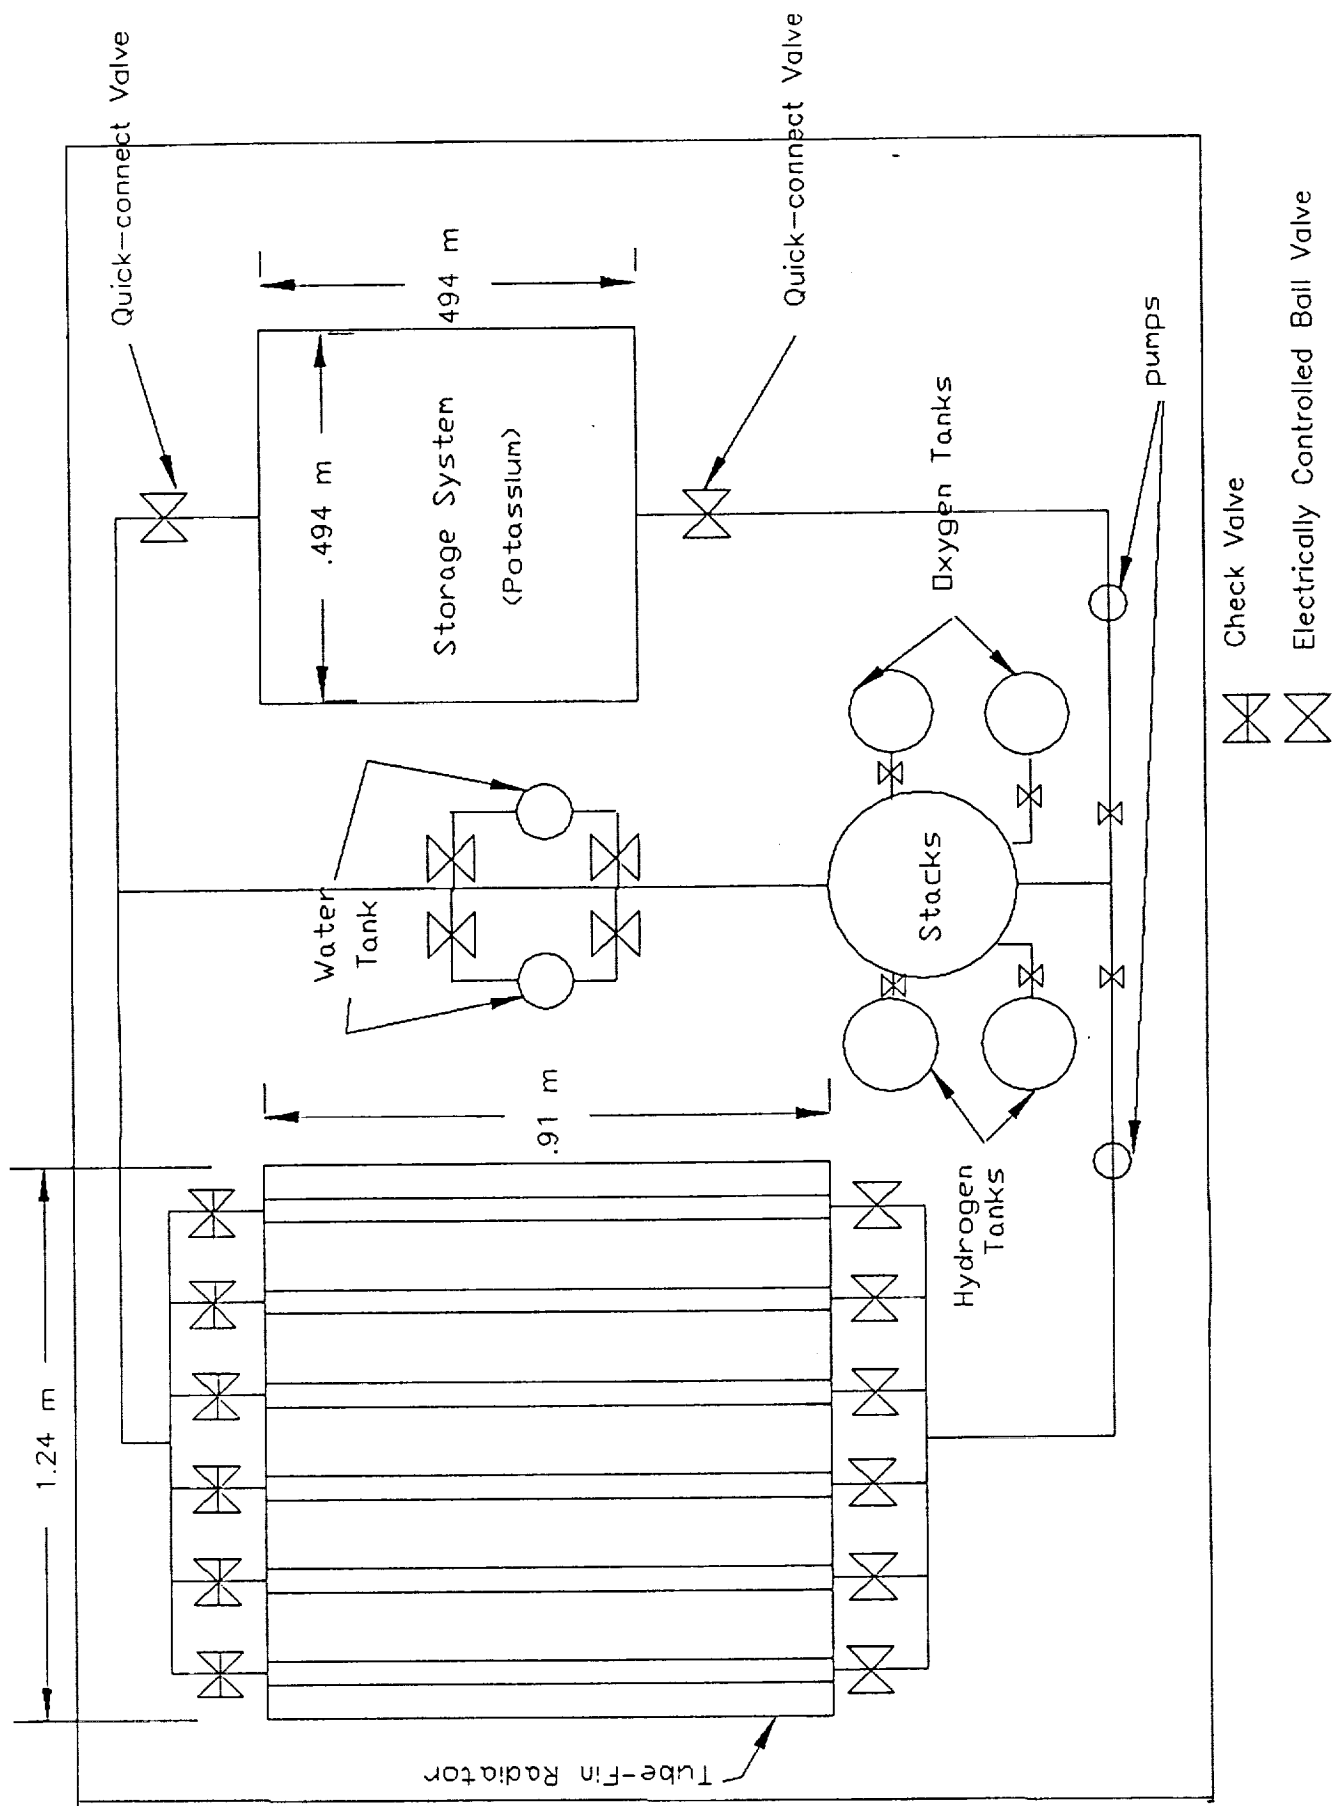 1.24 m
Quick-connect Valve
.494 m
.494 m
Storage System
(Potassium)
Water
Tank
.91 m
Quick-connect Valve
Oxygen Tanks
Stacks
Hydrogen
Tanks
pumps
Tube-Fin Radiator
Check Valve
Electrically Controlled Ball Valve